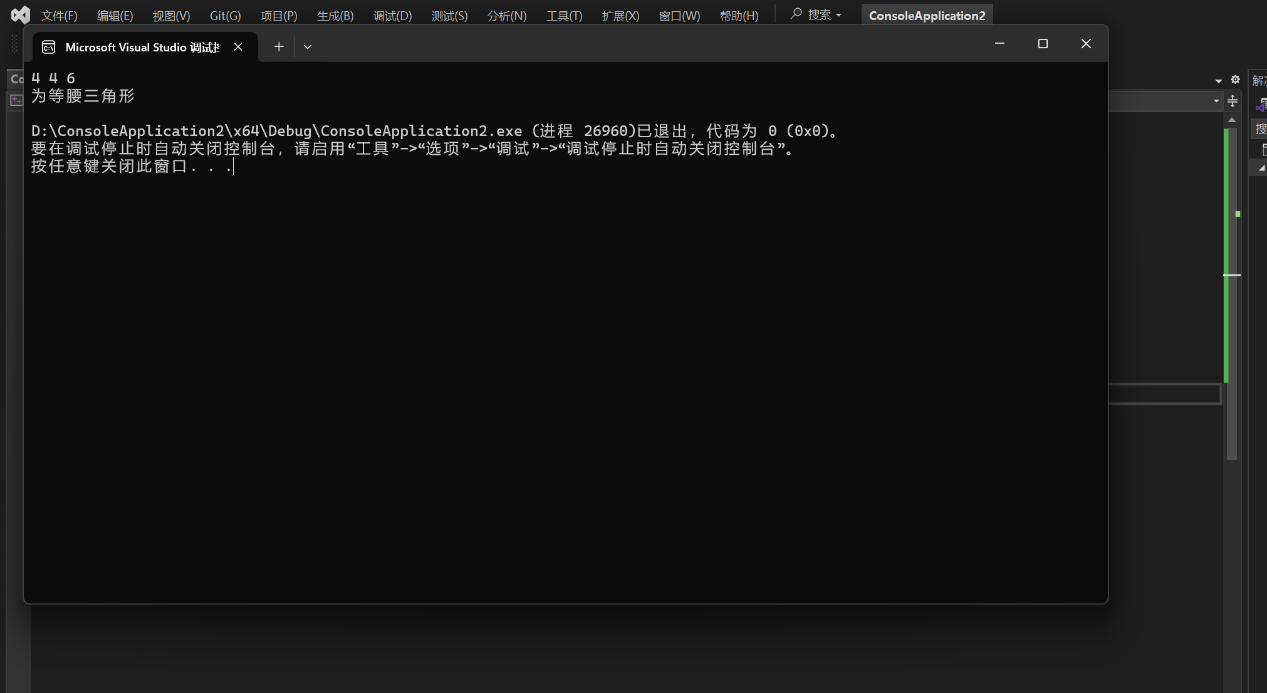 文件(F) 编辑(E) 视图(V) Git(G) 项目(P) 生成(B) 调试(D) 测试(S) 分析(N) 工具(T) 扩展(X) 窗口(W) 帮助(H) 搜索 ConsoleApplication2
Microsoft Visual Studio 调试
4 4 6
为等腰三角形
D:\ConsoleApplication2\x64\Debug\ConsoleApplication2.exe (进程 26960)已退出，代码为 0 (0x0)。
要在调试停止时自动关闭控制台，请启用“工具”->“选项”->“调试”->“调试停止时自动关闭控制台”。
按任意键关闭此窗口. . .